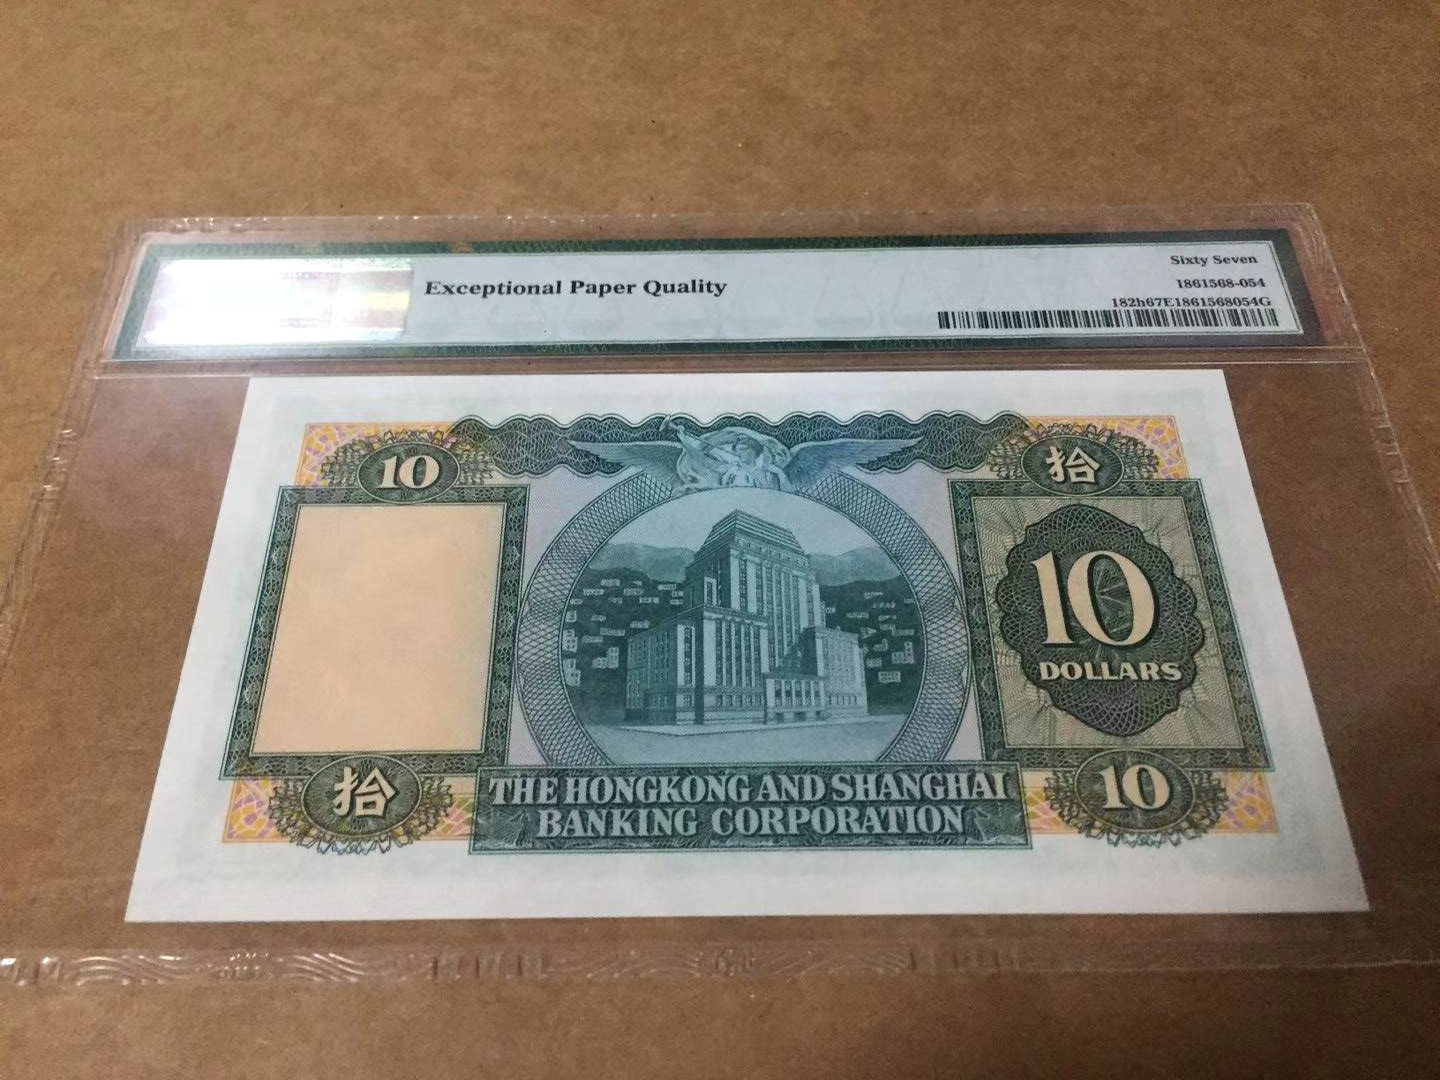 Exceptional Paper Quality
Sixty Seven
1861568-054
182h67E1861568054G
10
拾
10
DOLLARS
拾
10
THE HONGKONG AND SHANGHAI
BANKING CORPORATION